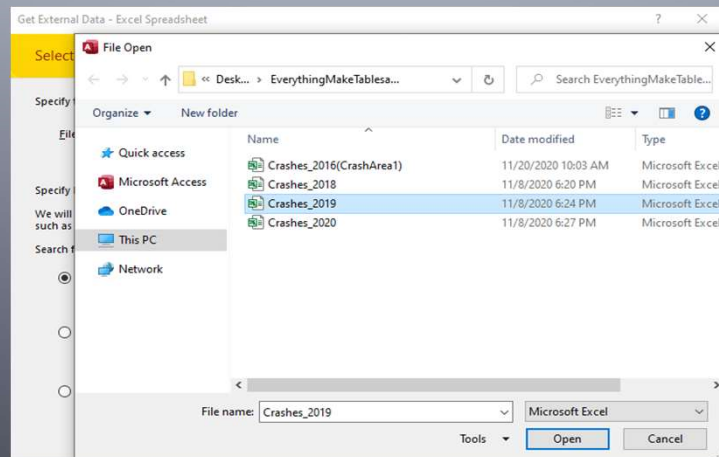 Get External Data - Excel Spreadsheet ? ×
Select
File Open
« Desk... › EverythingMakeTablesa...
Search EverythingMakeTable...
Organize
New folder
Name Date modified Type
Quick access
Microsoft Access
OneDrive
This PC
Network
Crashes_2016(CrashArea1) 11/20/2020 10:03 AM Microsoft Excel
Crashes_2018 11/8/2020 6:20 PM Microsoft Excel
Crashes_2019 11/8/2020 6:24 PM Microsoft Excel
Crashes_2020 11/8/2020 6:27 PM Microsoft Excel
Specify
File
Specify
We will
such as
Search f
File name: Crashes_2019
Microsoft Excel
Tools
Open
Cancel